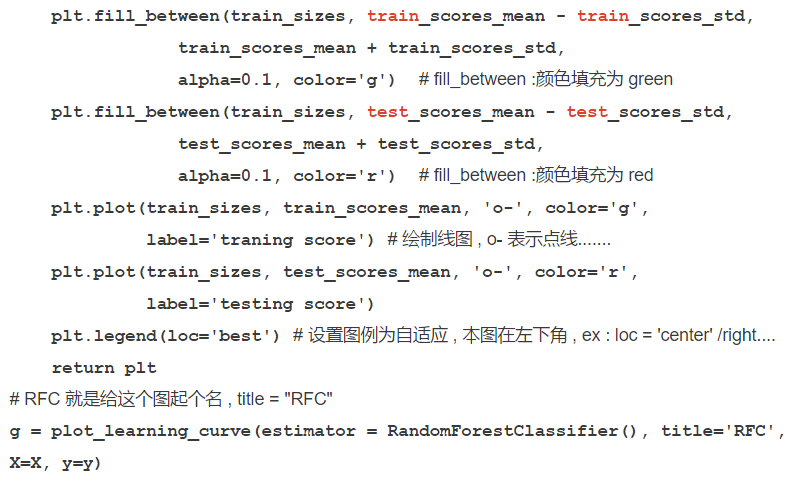 plt.fill_between(train_sizes, train_scores_mean - train_scores_std,
train_scores_mean + train_scores_std,
alpha=0.1, color='g') # fill_between :颜色填充为 green
plt.fill_between(train_sizes, test_scores_mean - test_scores_std,
test_scores_mean + test_scores_std,
alpha=0.1, color='r') # fill_between :颜色填充为 red
plt.plot(train_sizes, train_scores_mean, 'o-', color='g',
label='traning score') # 绘制线图 , o- 表示点线.......
plt.plot(train_sizes, test_scores_mean, 'o-', color='r',
label='testing score')
plt.legend(loc='best') # 设置图例为自适应 , 本图在左下角 , ex : loc = 'center' /right....
return plt
# RFC 就是给这个图起个名 , title = "RFC"
g = plot_learning_curve(estimator = RandomForestClassifier(), title='RFC',
X=X, y=y)